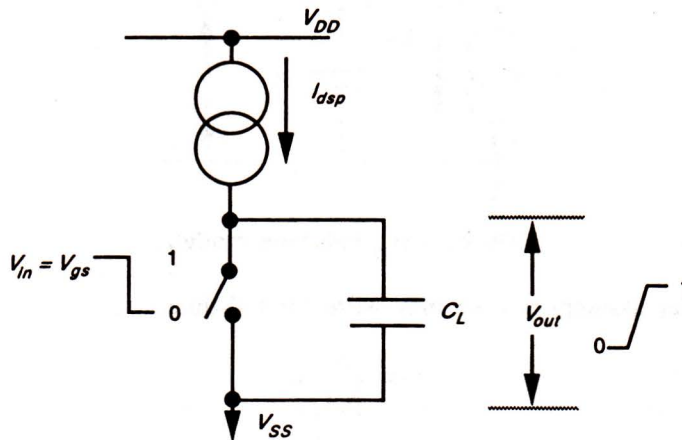 V_DD
I_dsp
V_in = V_gs
1
0
C_L
V_out
0
V_SS